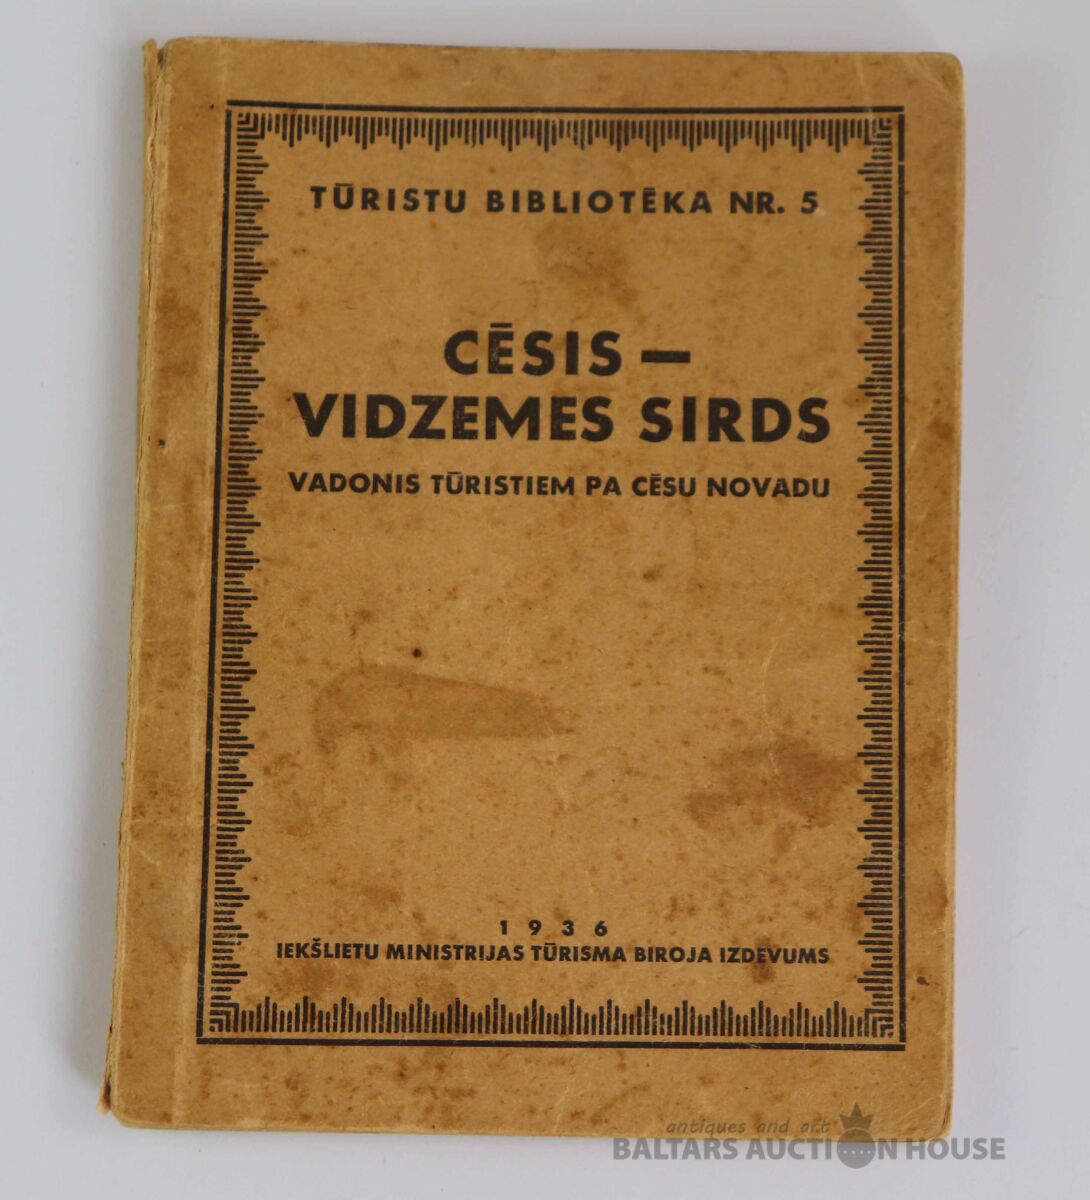 TŪRISTU BIBLIOTĒKA NR. 5
CĒSIS —
VIDZEMES SIRDS
VADONIS TŪRISTIEM PA CĒSU NOVADU
1936
IEKŠLIETU MINISTRIJAS TŪRISMA BIROJA IZDEVUMS
antiques and art
BALTARS AUCTION HOUSE